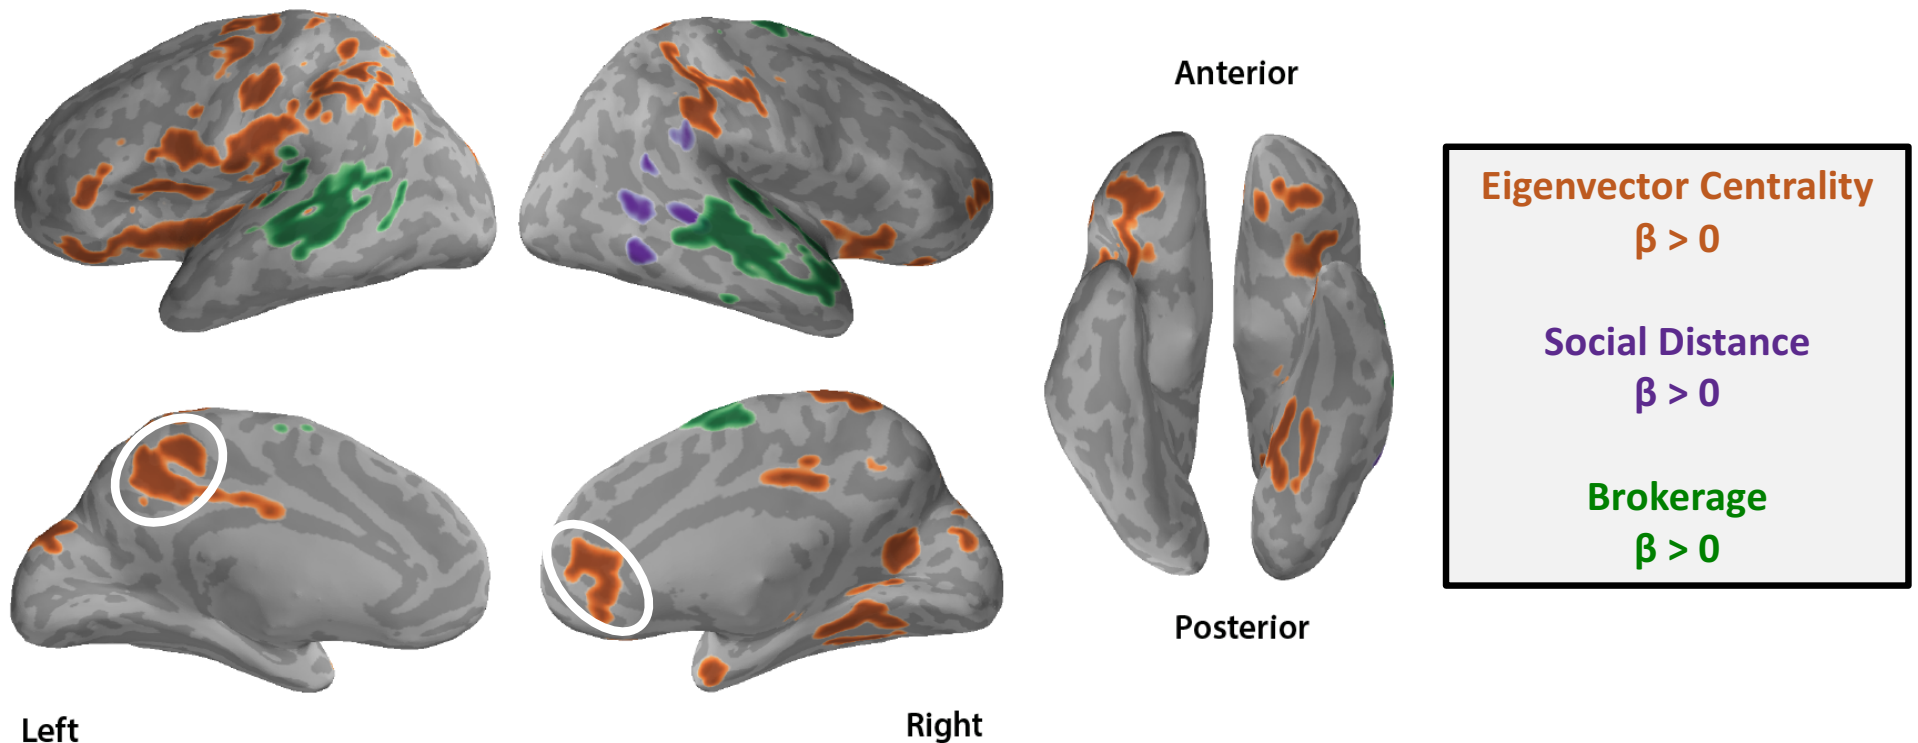 Anterior
Posterior
Left
Right
Eigenvector Centrality
β > 0
Social Distance
β > 0
Brokerage
β > 0